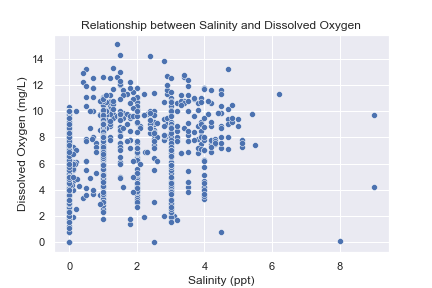 Relationship between Salinity and Dissolved Oxygen
Dissolved Oxygen (mg/L)
14
12
10
8
6
4
2
0
0 2 4 6 8
Salinity (ppt)